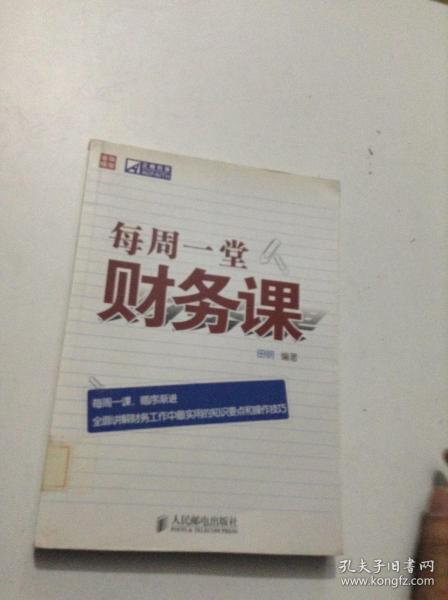 每周一堂
财务课
田明 编著
每周一课，循序渐进
全面讲解财务工作中最实用的知识要点和操作技巧
人民邮电出版社
POSTS & TELECOM PRESS
孔夫子旧书网
www.kongfz.com